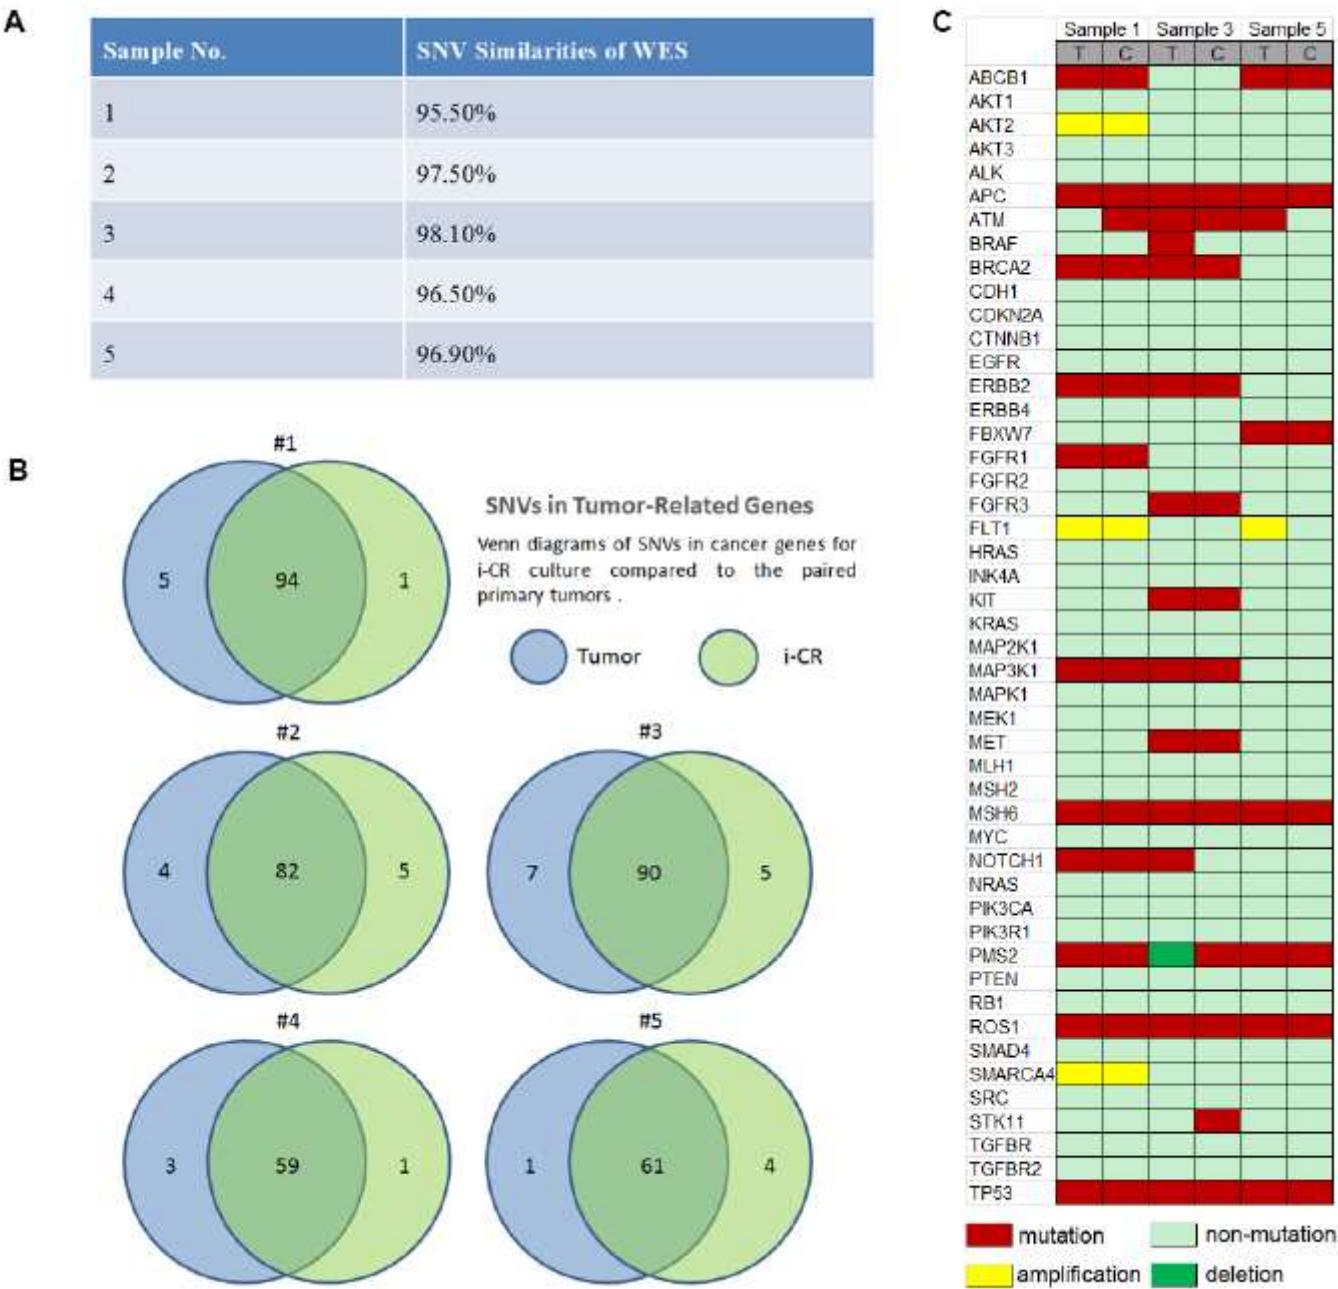 A
Sample No. SNV Similarities of WES
1 95.50%
2 97.50%
3 98.10%
4 96.50%
5 96.90%
B
#1
5 94 1
SNVs in Tumor-Related Genes
Venn diagrams of SNVs in cancer genes for
i-CR culture compared to the paired
primary tumors .
Tumor i-CR
#2 #3
4 82 5 7 90 5
#4 #5
3 59 1 1 61 4
C
Sample 1 Sample 3 Sample 5
T C T C T C
ABCB1
AKT1
AKT2
AKT3
ALK
APC
ATM
BRAF
BRCA2
CDH1
CDKN2A
CTNNB1
EGFR
ERBB2
ERBB4
FBXW7
FGFR1
FGFR2
FGFR3
FLT1
HRAS
INK4A
KIT
KRAS
MAP2K1
MAP3K1
MAPK1
MEK1
MET
MLH1
MSH2
MSH6
MYC
NOTCH1
NRAS
PIK3CA
PIK3R1
PMS2
PTEN
RB1
ROS1
SMAD4
SMARCA4
SRC
STK11
TGFBR
TGFBR2
TP53
mutation non-mutation
amplification deletion